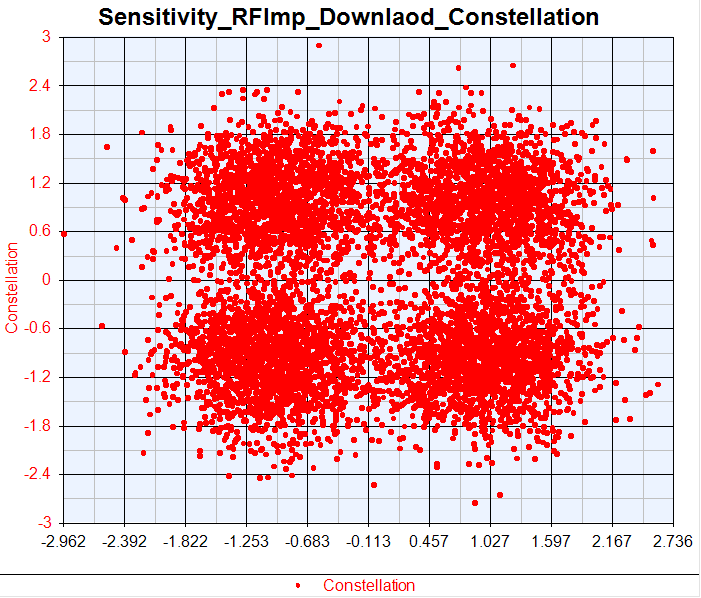 Sensitivity_RFImp_Downlaod_Constellation
3
2.4
1.8
1.2
0.6
0
-0.6
-1.2
-1.8
-2.4
-3
Constellation
-2.962 -2.392 -1.822 -1.253 -0.683 -0.113 0.457 1.027 1.597 2.167 2.736
Constellation